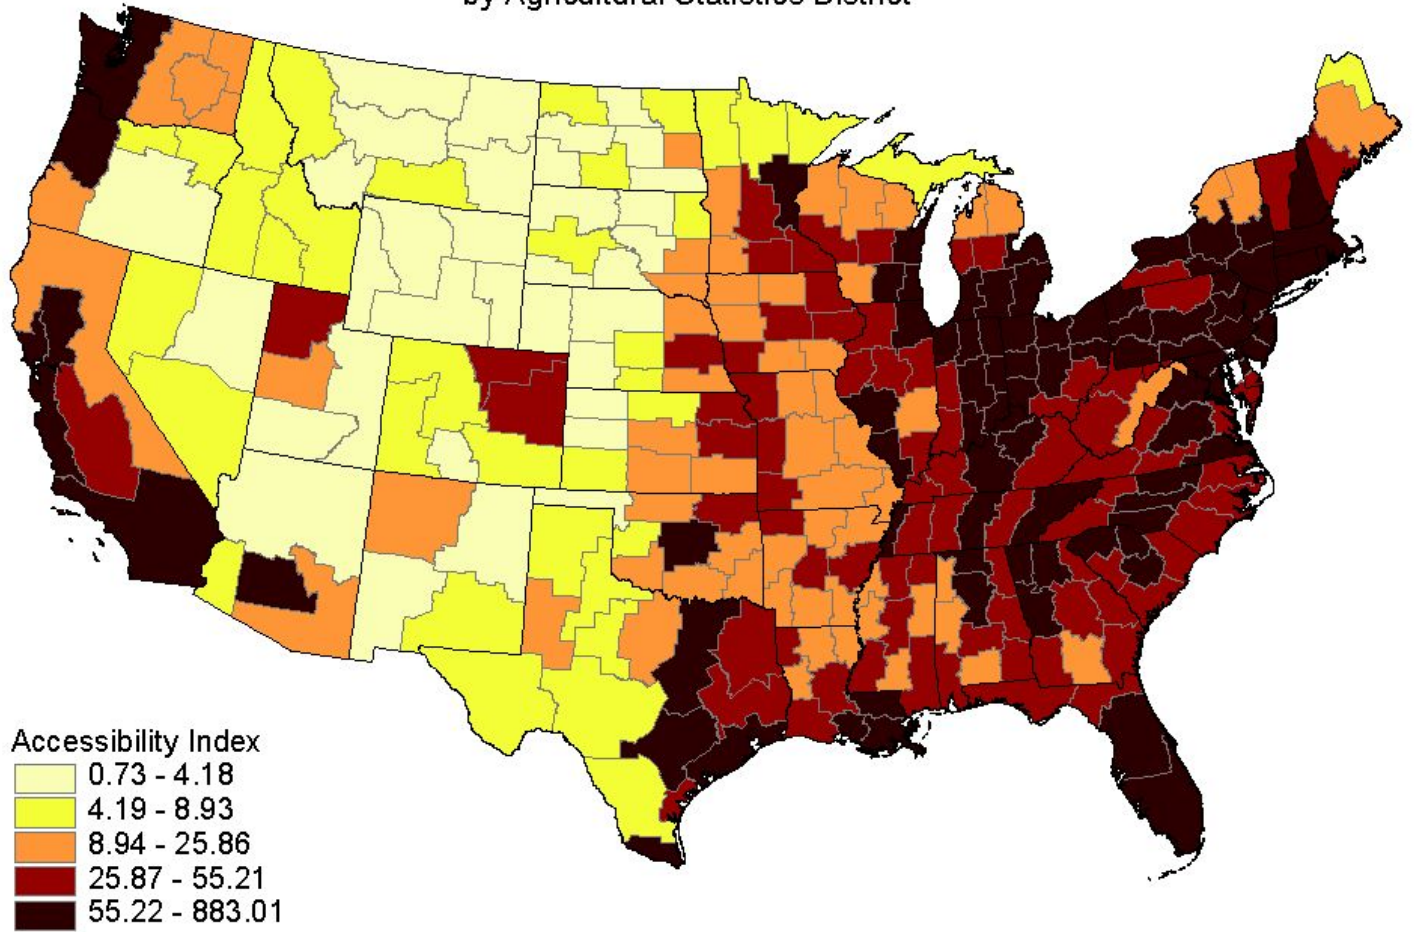 by Agricultural Statistics District
Accessibility Index
0.73 - 4.18
4.19 - 8.93
8.94 - 25.86
25.87 - 55.21
55.22 - 883.01